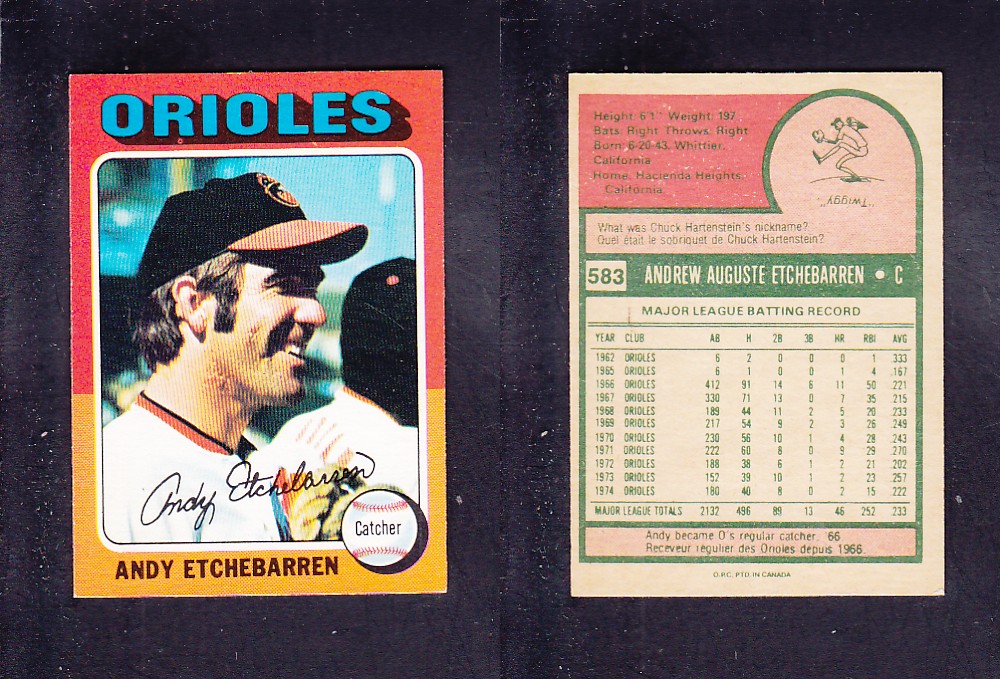 ORIOLES
Andy Etchebarren
Catcher
ANDY ETCHEBARREN
Height: 6'1" Weight: 197
Bats: Right Throws: Right
Born: 6-20-43, Whittier,
California
Home: Hacienda Heights,
California
"Twiggy"
What was Chuck Hartenstein's nickname?
Quel était le sobriquet de Chuck Hartenstein?
583 ANDREW AUGUSTE ETCHEBARREN • C
MAJOR LEAGUE BATTING RECORD
YEAR CLUB AB H 2B 3B HR RBI AVG
1962 ORIOLES 6 2 0 0 0 1 .333
1965 ORIOLES 6 1 0 0 1 4 .167
1966 ORIOLES 412 91 14 6 11 50 .221
1967 ORIOLES 330 71 13 0 7 35 .215
1968 ORIOLES 189 44 11 2 5 20 .233
1969 ORIOLES 217 54 9 2 3 26 .249
1970 ORIOLES 230 56 10 1 4 28 .243
1971 ORIOLES 222 60 8 0 9 29 .270
1972 ORIOLES 188 38 6 1 2 21 .202
1973 ORIOLES 152 39 10 1 2 23 .257
1974 ORIOLES 180 40 8 0 2 15 .222
MAJOR LEAGUE TOTALS 2132 496 89 13 46 252 .233
Andy became O's regular catcher, '66
Receveur régulier des Orioles depuis 1966.
O.P.C. PTD. IN CANADA